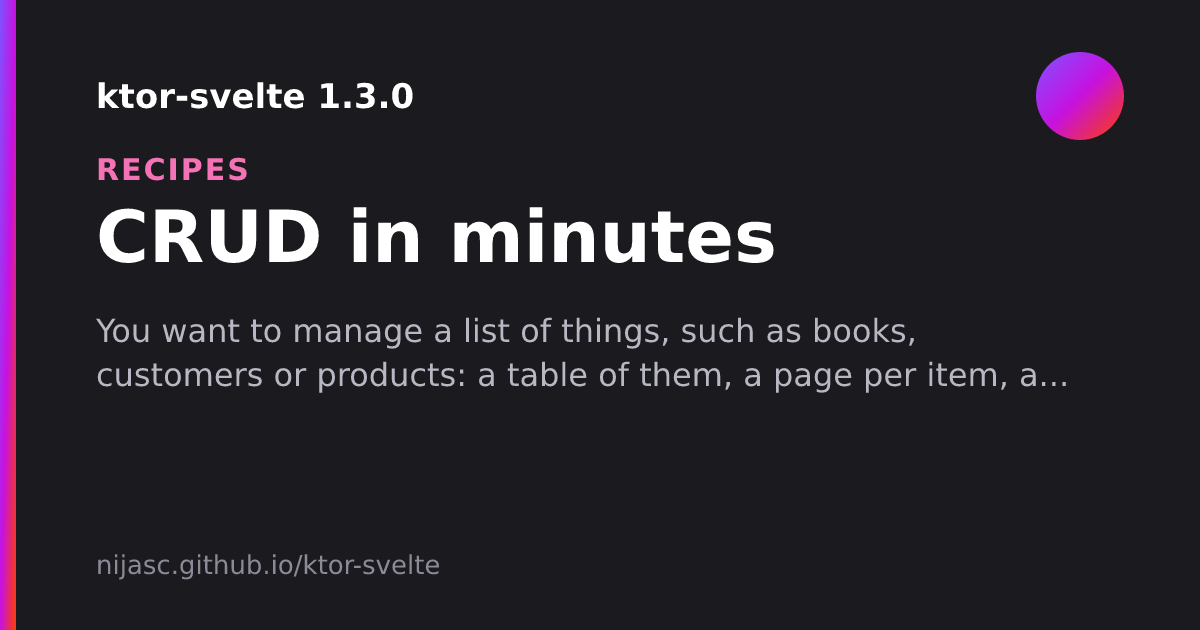 ktor-svelte 1.3.0
RECIPES
CRUD in minutes
You want to manage a list of things, such as books,
customers or products: a table of them, a page per item, a...
nijasc.github.io/ktor-svelte